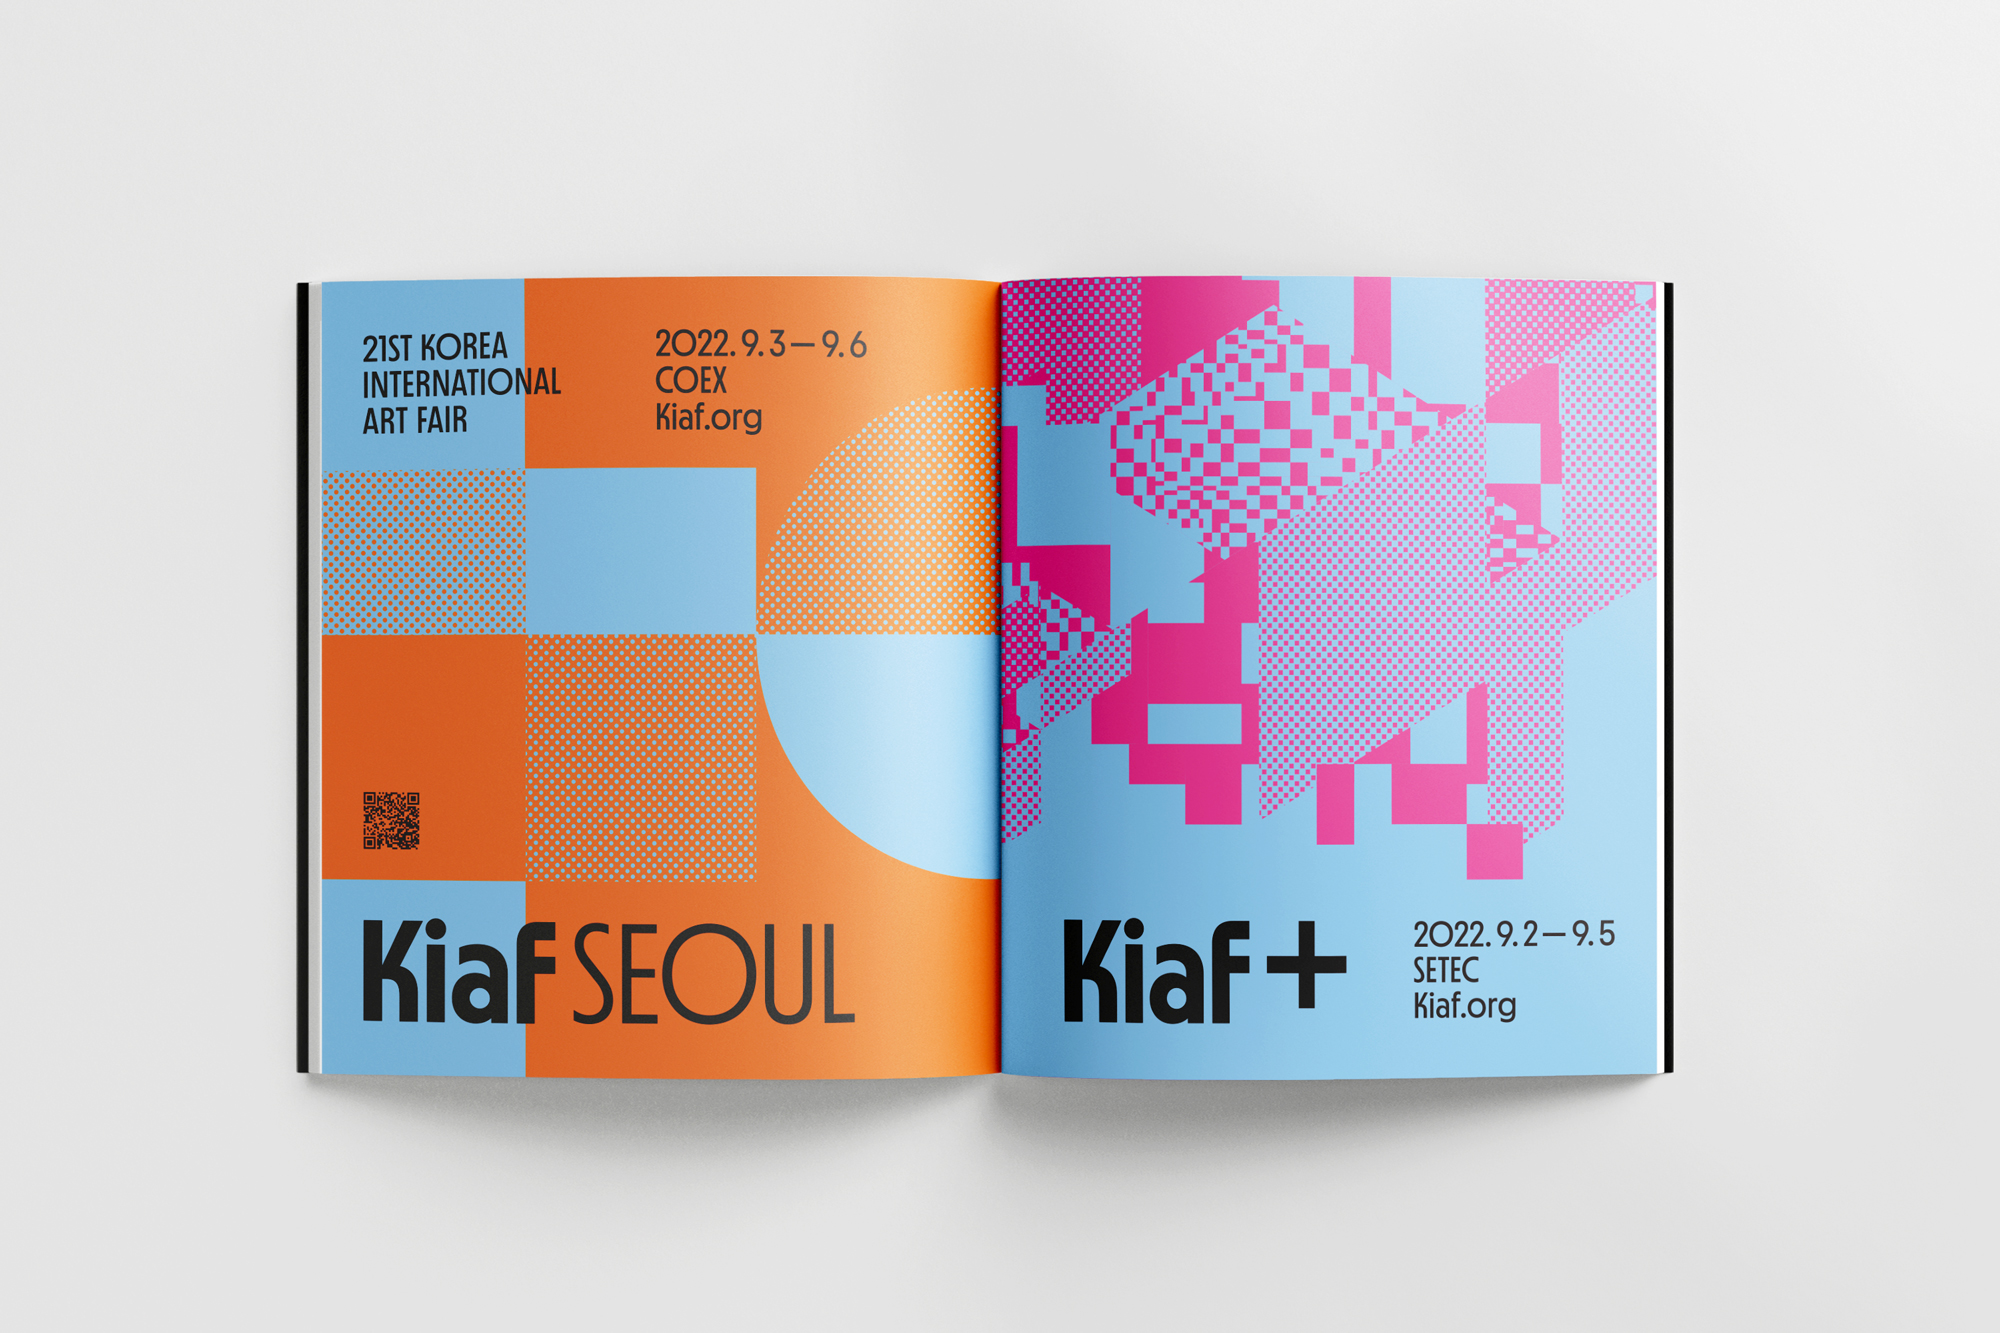 21ST KOREA
INTERNATIONAL
ART FAIR
2022.9.3—9.6
COEX
Kiaf.org
Kiaf SEOUL
Kiaf+
2022.9.2—9.5
SETEC
Kiaf.org